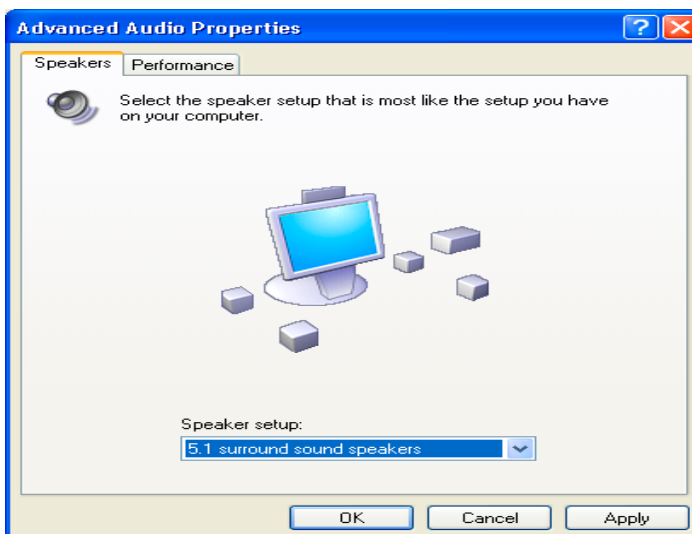 Advanced Audio Properties
Speakers Performance
Select the speaker setup that is most like the setup you have
on your computer.
Speaker setup:
5.1 surround sound speakers
OK Cancel Apply